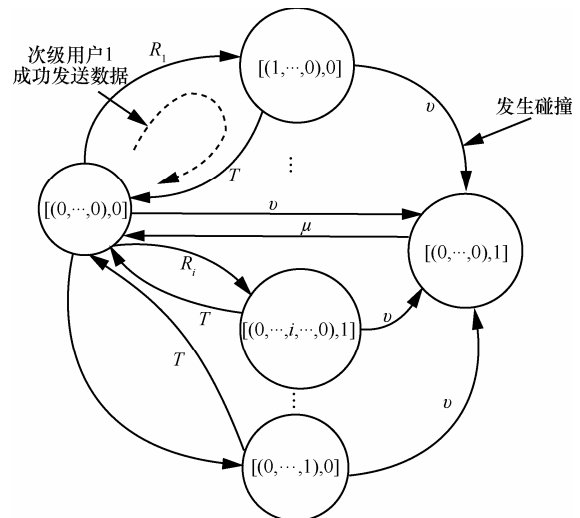 次级用户1
成功发送数据
R₁
[(1,⋯,0),0]
υ
发生碰撞
T
⋮
[(0,⋯,0),0]
υ
μ
[(0,⋯,0),1]
Rᵢ
T
[(0,⋯,i,⋯,0),1]
υ
T
⋮
υ
[(0,⋯,1),0]